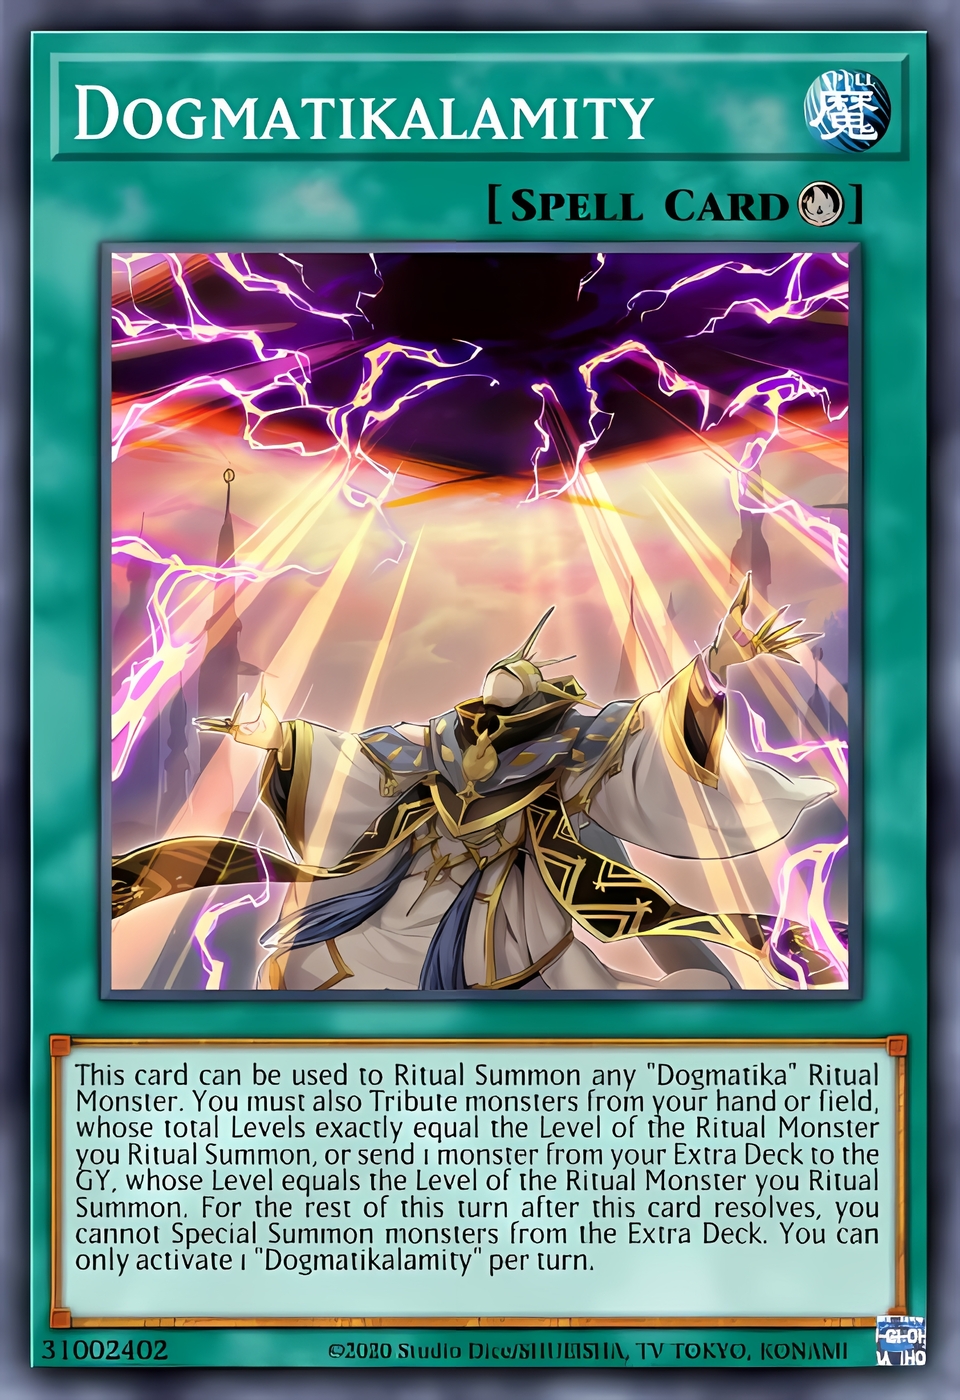 DOGMATIKALAMITY
魔
[SPELL CARD]
This card can be used to Ritual Summon any "Dogmatika" Ritual
Monster. You must also Tribute monsters from your hand or field,
whose total Levels exactly equal the Level of the Ritual Monster
you Ritual Summon, or send 1 monster from your Extra Deck to the
GY, whose Level equals the Level of the Ritual Monster you Ritual
Summon. For the rest of this turn after this card resolves, you
cannot Special Summon monsters from the Extra Deck. You can
only activate 1 "Dogmatikalamity" per turn.
31002402
©2020 Studio Dice/SHUEISHA, TV TOKYO, KONAMI